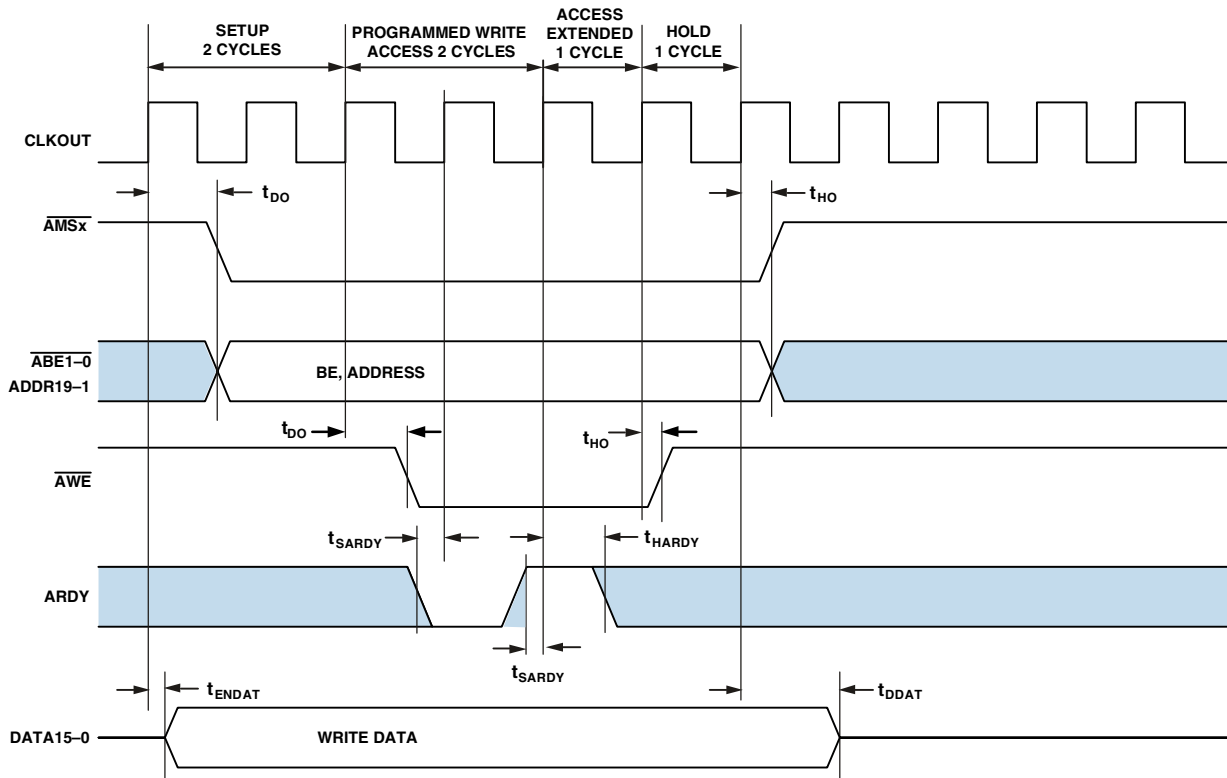 SETUP
2 CYCLES
PROGRAMMED WRITE
ACCESS 2 CYCLES
ACCESS
EXTENDED
1 CYCLE
HOLD
1 CYCLE
CLKOUT
tDO
tHO
AMSx
ABE1–0
ADDR19–1
BE, ADDRESS
tDO
tHO
AWE
tSARDY
tHARDY
ARDY
tSARDY
tENDAT
tDDAT
DATA15–0
WRITE DATA